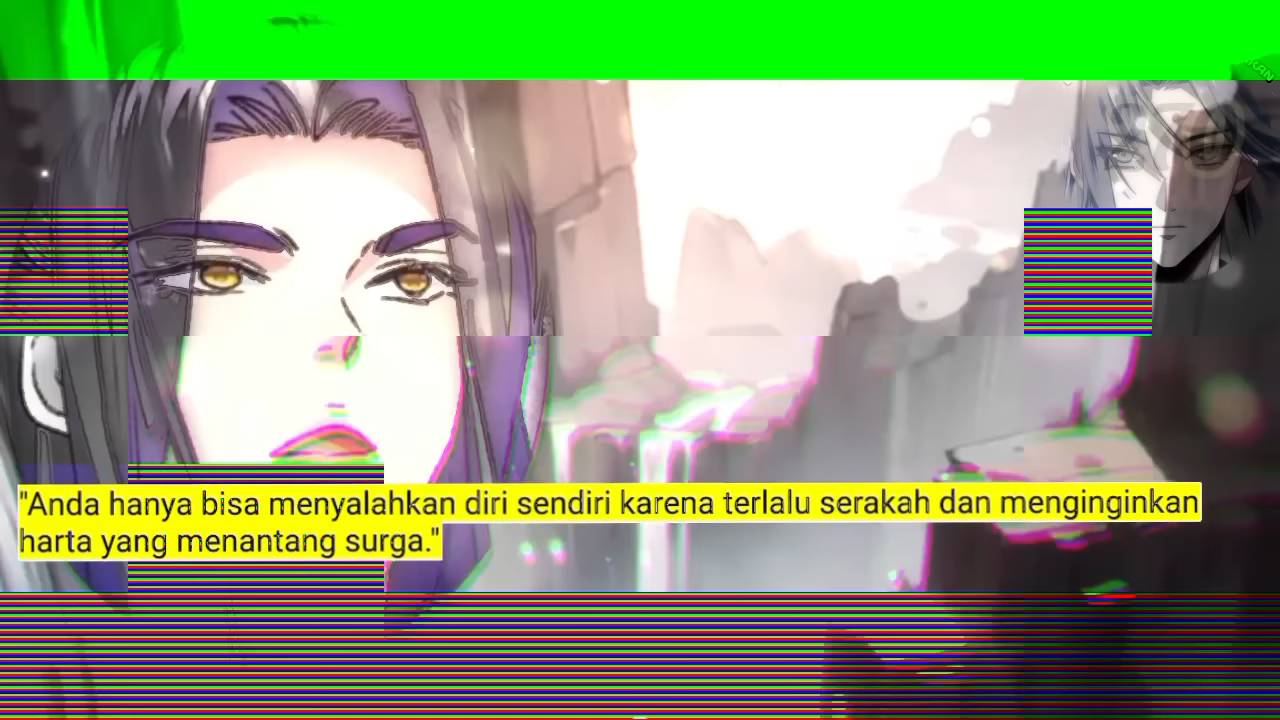 "Anda hanya bisa menyalahkan diri sendiri karena terlalu serakah dan menginginkan
harta yang menantang surga."